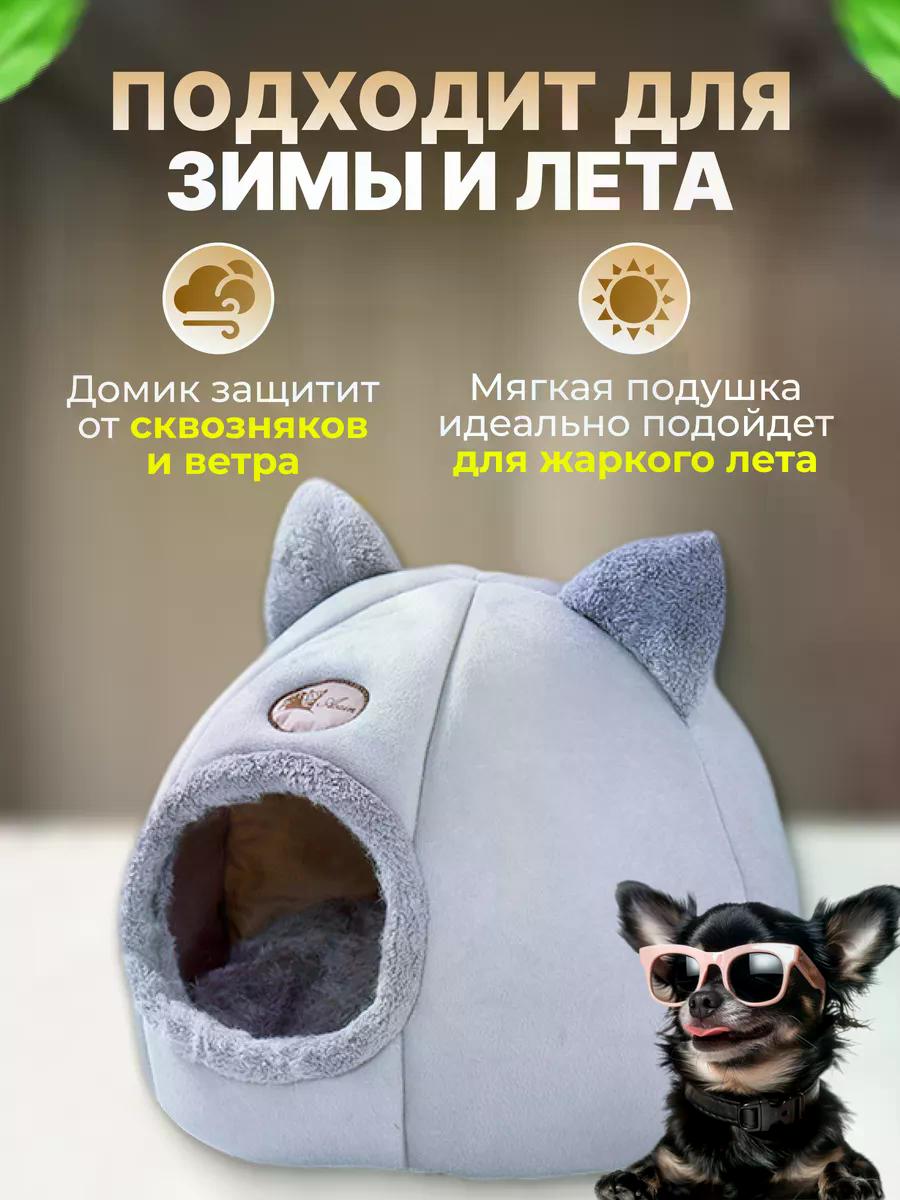 ПОДХОДИТ ДЛЯ
ЗИМЫ И ЛЕТА
Домик защитит
от сквозняков
и ветра
Мягкая подушка
идеально подойдет
для жаркого лета